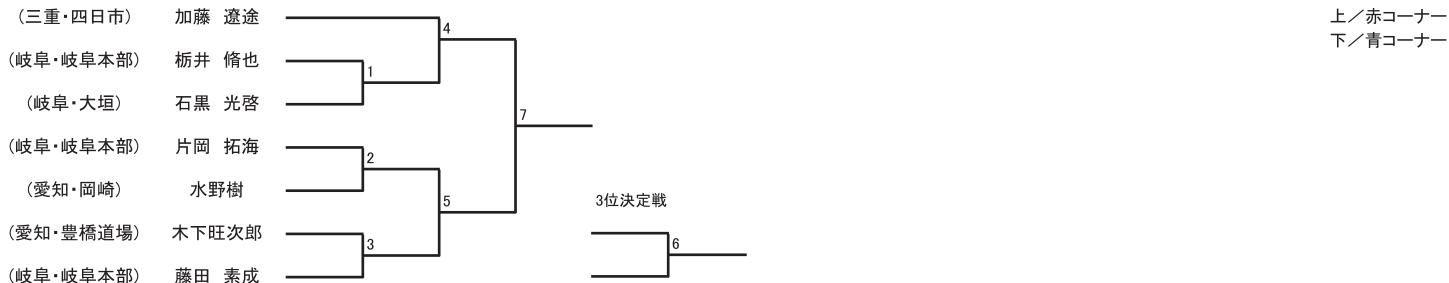 (三重・四日市) 加藤 遼途
(岐阜・岐阜本部) 栃井 脩也
(岐阜・大垣) 石黒 光啓
(岐阜・岐阜本部) 片岡 拓海
(愛知・岡崎) 水野樹
(愛知・豊橋道場) 木下旺次郎
(岐阜・岐阜本部) 藤田 素成
1
2
3
4
5
7
3位決定戦
6
上／赤コーナー
下／青コーナー